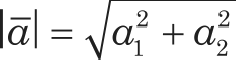 |a̅| = √(a₁² + a₂²)